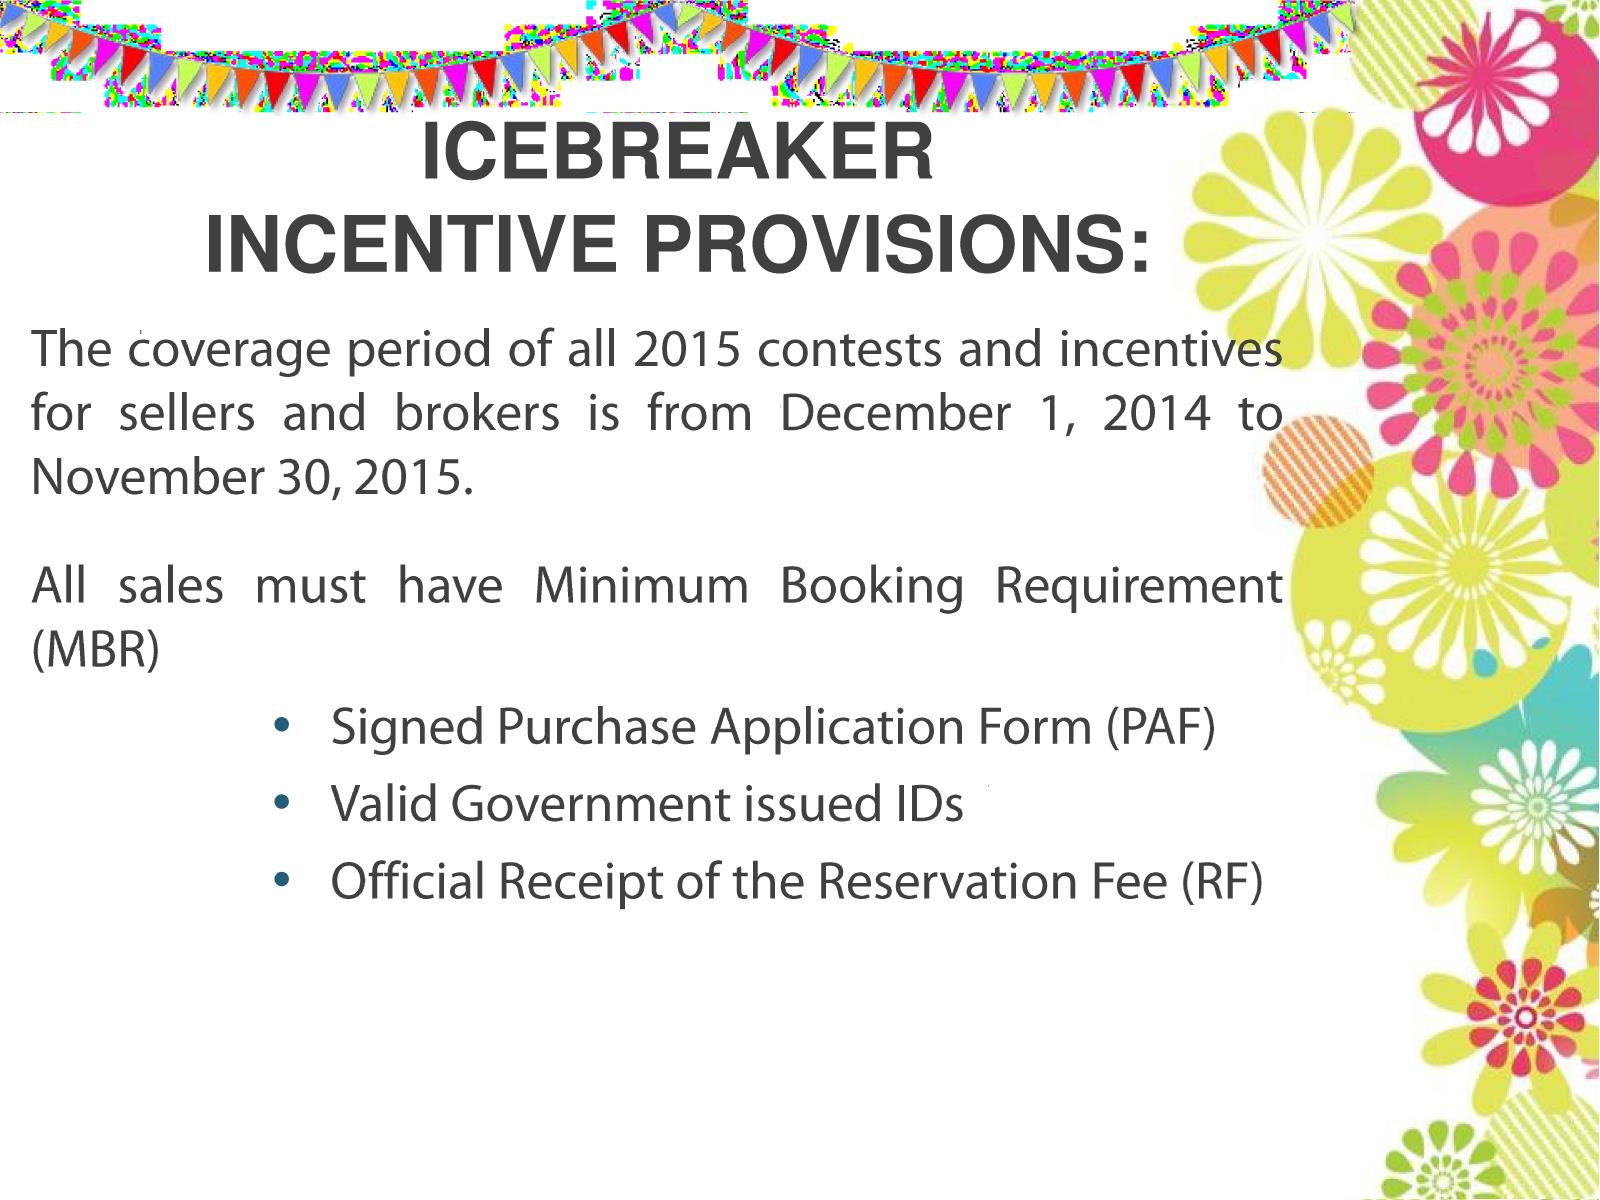 ICEBREAKER
INCENTIVE PROVISIONS:
The coverage period of all 2015 contests and incentives
for sellers and brokers is from December 1, 2014 to
November 30, 2015.
All sales must have Minimum Booking Requirement
(MBR)
• Signed Purchase Application Form (PAF)
• Valid Government issued IDs
• Official Receipt of the Reservation Fee (RF)